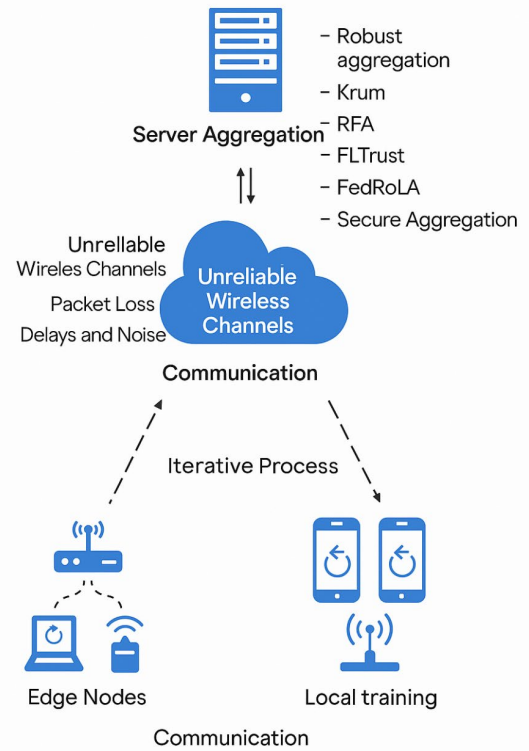 - Robust
aggregation
- Krum
- RFA
- FLTrust
- FedRoLA
- Secure Aggregation
Server Aggregation
Unrellable
Wireles Channels
Packet Loss
Delays and Noise
Unreliable
Wireless
Channels
Communication
Iterative Process
Edge Nodes
Local training
Communication